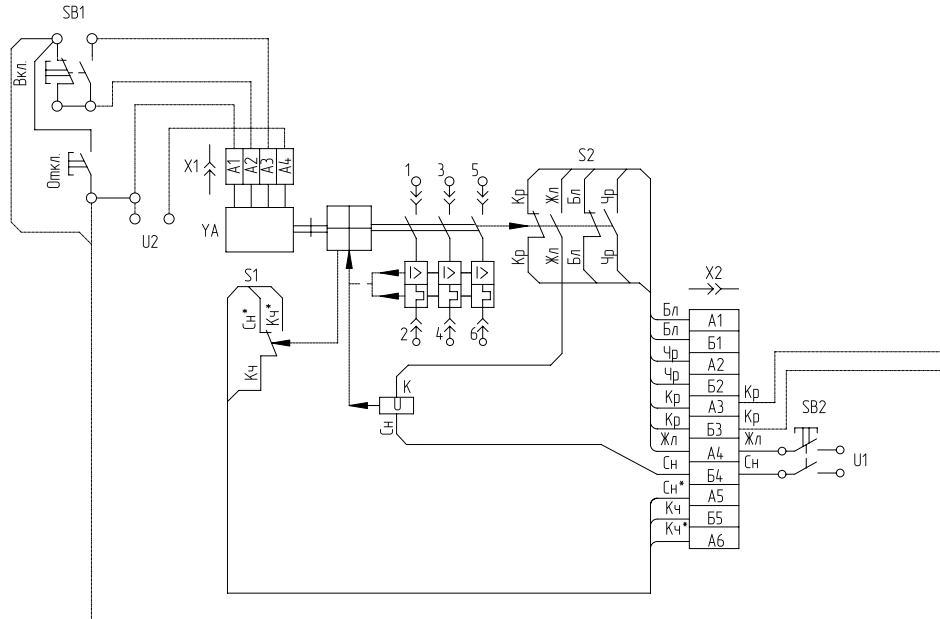 SB1
Вкл.
Откл.
U2
X1
A1
A2
A3
A4
YA
1
3
5
2
4
6
S1
Сн*
Кч*
Кч
K
U
Сн
S2
Кр
Жл
Бл
Чр
Кр
Жл
Бл
Чр
X2
Бл
A1
Бл
Б1
Чр
A2
Чр
Б2
Кр
A3
Кр
Кр
Б3
Кр
Жл
A4
Жл
Сн
Б4
Сн
Сн*
A5
Кч
Б5
Кч*
A6
SB2
U1
I>
I>
I>